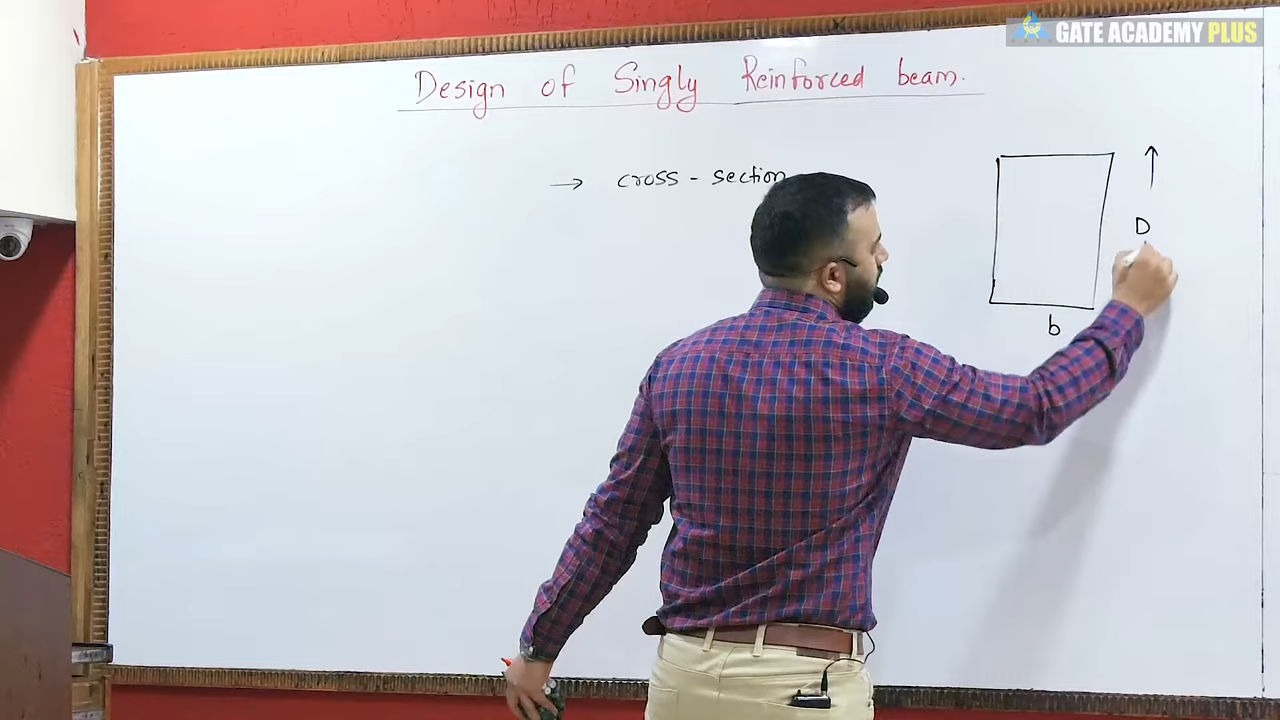 GATE ACADEMY PLUS
Design of Singly Reinforced beam.
→ cross - section
D
b